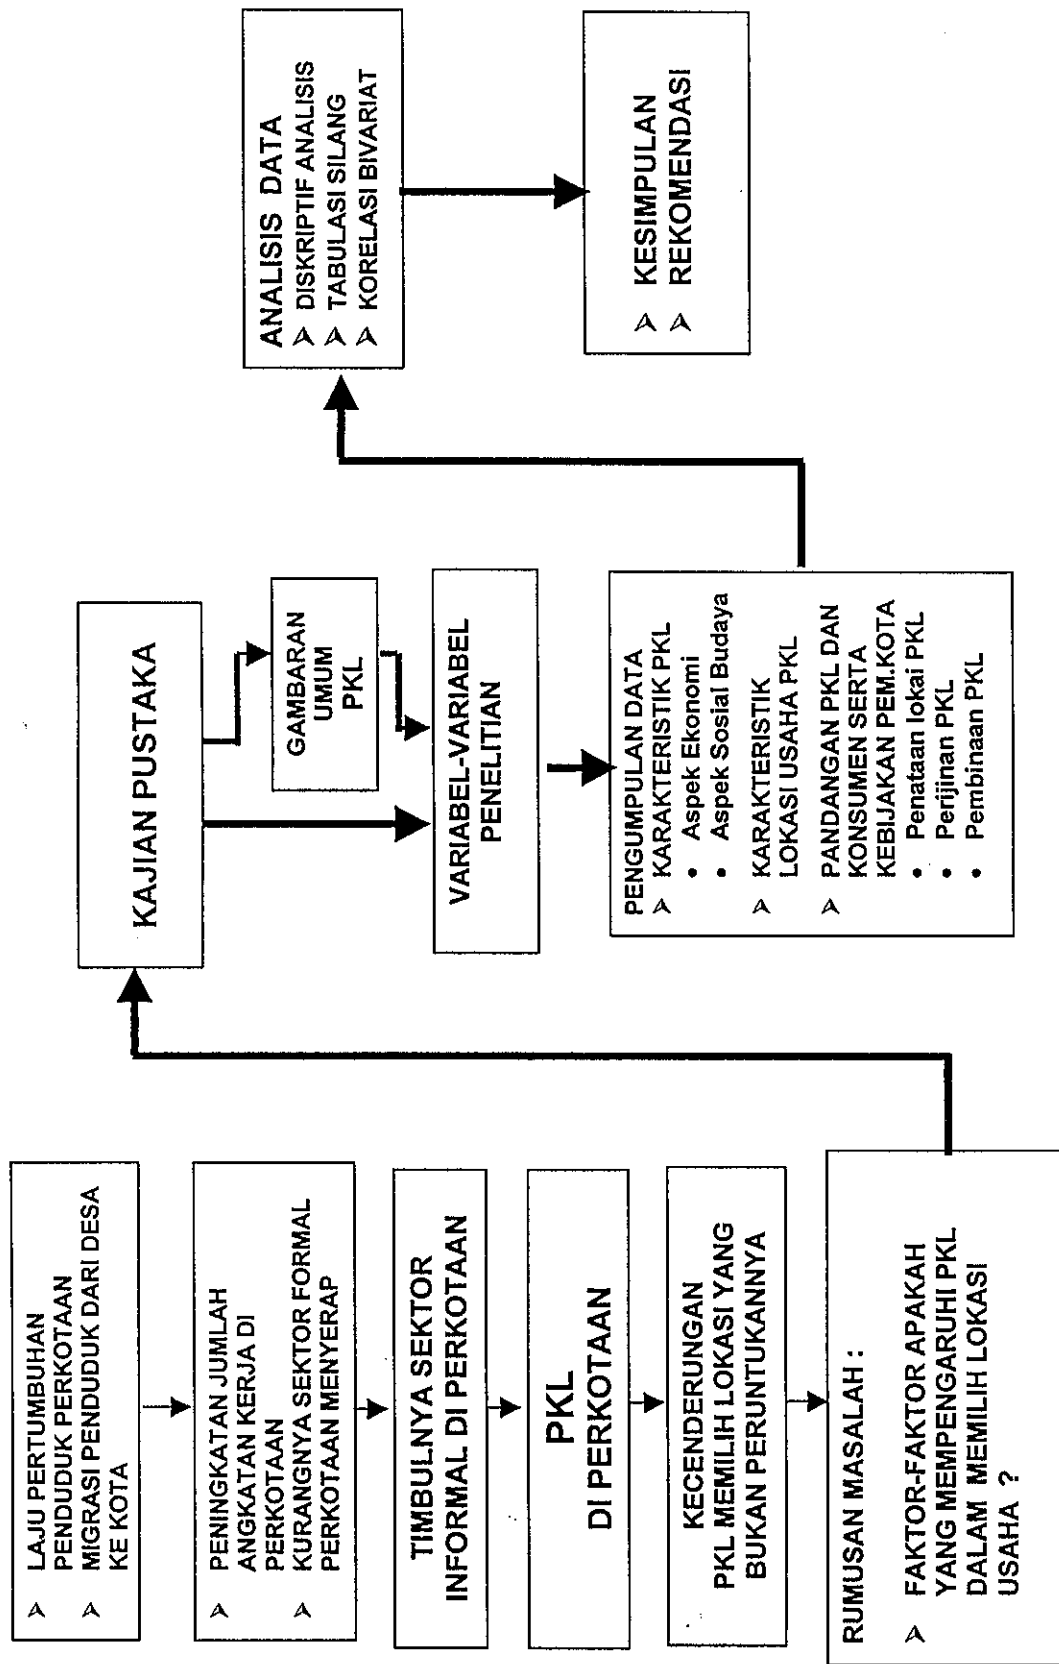 ➢ LAJU PERTUMBUHAN
PENDUDUK PERKOTAAN
➢ MIGRASI PENDUDUK DARI DESA
KE KOTA
➢ PENINGKATAN JUMLAH
ANGKATAN KERJA DI
PERKOTAAN
➢ KURANGNYA SEKTOR FORMAL
PERKOTAAN MENYERAP
TIMBULNYA SEKTOR
INFORMAL DI PERKOTAAN
PKL
DI PERKOTAAN
KECENDERUNGAN
PKL MEMILIH LOKASI YANG
BUKAN PERUNTUKANNYA
RUMUSAN MASALAH :
➢ FAKTOR-FAKTOR APAKAH
YANG MEMPENGARUHI PKL
DALAM MEMILIH LOKASI
USAHA ?
KAJIAN PUSTAKA
GAMBARAN
UMUM
PKL
VARIABEL-VARIABEL
PENELITIAN
PENGUMPULAN DATA
➢ KARAKTERISTIK PKL
• Aspek Ekonomi
• Aspek Sosial Budaya
➢ KARAKTERISTIK
LOKASI USAHA PKL
➢ PANDANGAN PKL DAN
KONSUMEN SERTA
KEBIJAKAN PEM.KOTA
• Penataan lokai PKL
• Perijinan PKL
• Pembinaan PKL
ANALISIS DATA
➢ DISKRIPTIF ANALISIS
➢ TABULASI SILANG
➢ KORELASI BIVARIAT
➢ KESIMPULAN
➢ REKOMENDASI